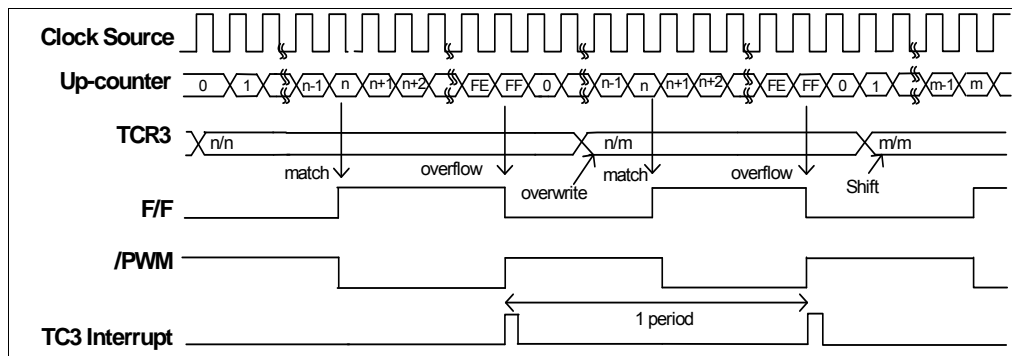 Clock Source
Up-counter 0 1 n-1 n n+1 n+2 FE FF 0 n-1 n n+1 n+2 FE FF 0 1 m-1 m
TCR3 n/n n/m m/m
match overflow overwrite match overflow Shift
F/F
/PWM
1 period
TC3 Interrupt